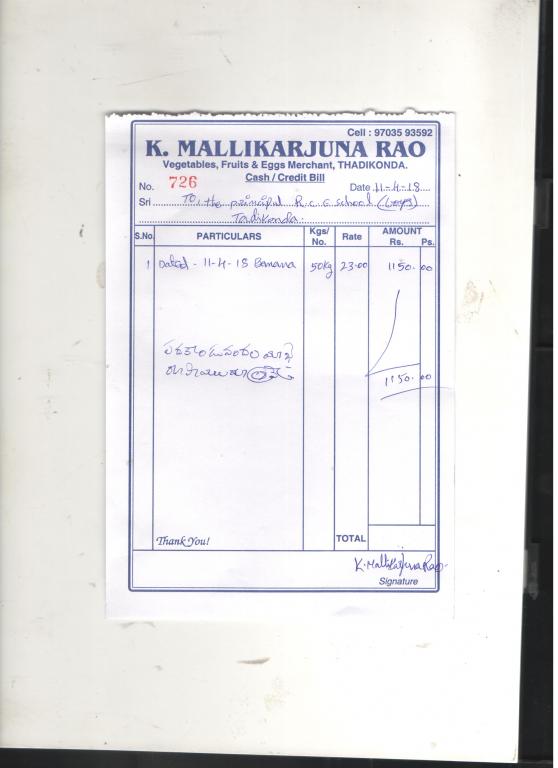 Cell : 97035 93592
K. MALLIKARJUNA RAO
Vegetables, Fruits & Eggs Merchant, THADIKONDA.
Cash / Credit Bill
No. 726 Date 11-4-18
Sri To, the principal R.C.E. School (boys)
Tadikonda.
S.No. PARTICULARS Kgs/ No. Rate AMOUNT Rs. Ps.
1 Dated - 11-4-18 Banana 50kg 23-00 1150. 00
1150. 00
Thank You! TOTAL
K. Mallikarjuna Rao
Signature